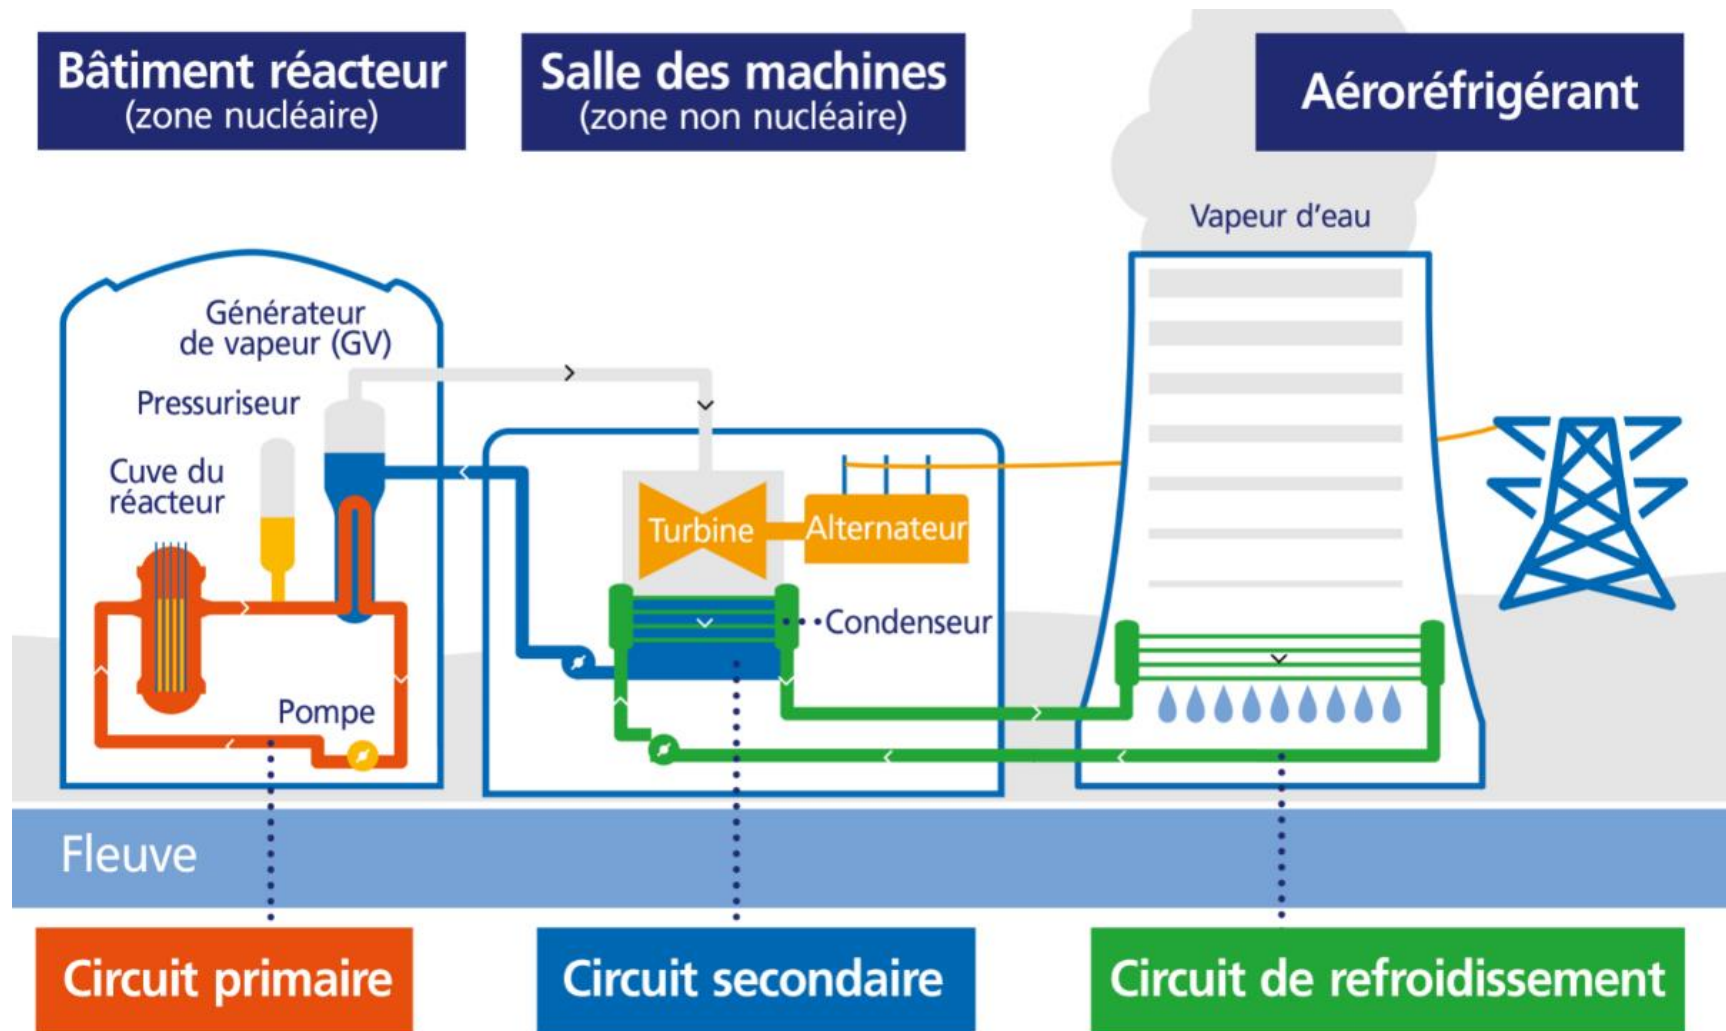 Bâtiment réacteur
(zone nucléaire)
Salle des machines
(zone non nucléaire)
Aéroréfrigérant
Vapeur d'eau
Générateur
de vapeur (GV)
Pressuriseur
Cuve du
réacteur
Turbine
Alternateur
Condenseur
Pompe
Fleuve
Circuit primaire
Circuit secondaire
Circuit de refroidissement